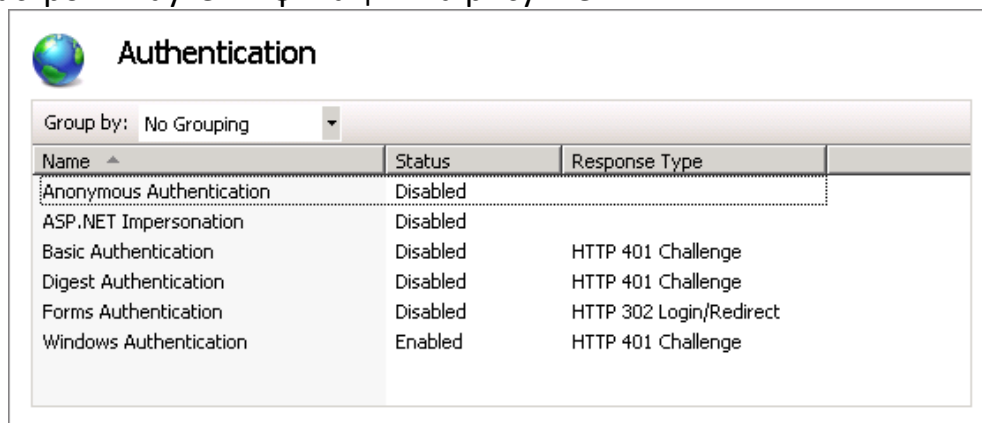 Authentication
Group by: No Grouping
Name Status Response Type
Anonymous Authentication Disabled
ASP.NET Impersonation Disabled
Basic Authentication Disabled HTTP 401 Challenge
Digest Authentication Disabled HTTP 401 Challenge
Forms Authentication Disabled HTTP 302 Login/Redirect
Windows Authentication Enabled HTTP 401 Challenge